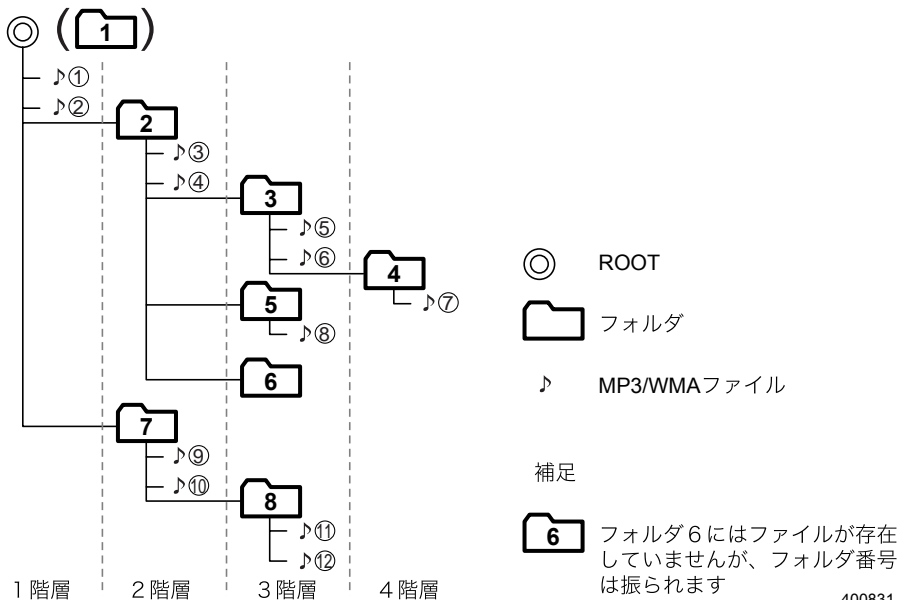 (1)
♪①
♪②
2
♪③
♪④
3
♪⑤
♪⑥
4
♪⑦
5
♪⑧
6
7
♪⑨
♪⑩
8
♪⑪
♪⑫
1階層 2階層 3階層 4階層
ROOT
フォルダ
♪ MP3/WMAファイル
補足
6 フォルダ6にはファイルが存在
していませんが、フォルダ番号
は振られます
400831